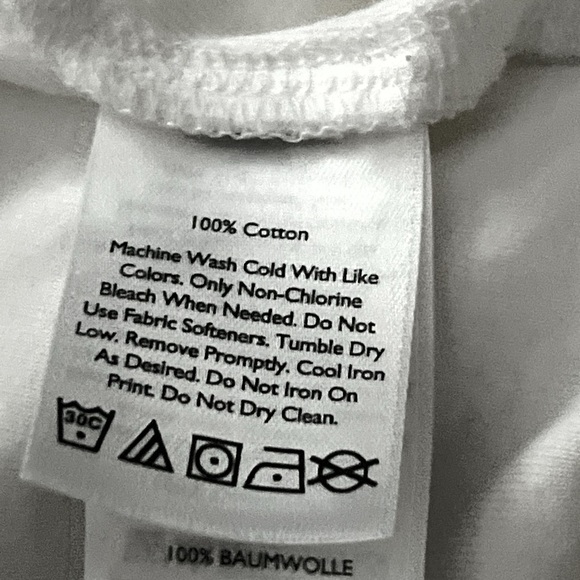 100% Cotton
Machine Wash Cold With Like
Colors. Only Non-Chlorine
Bleach When Needed. Do Not
Use Fabric Softeners. Tumble Dry
Low. Remove Promptly. Cool Iron
As Desired. Do Not Iron On
Print. Do Not Dry Clean.
30C
100% BAUMWOLLE